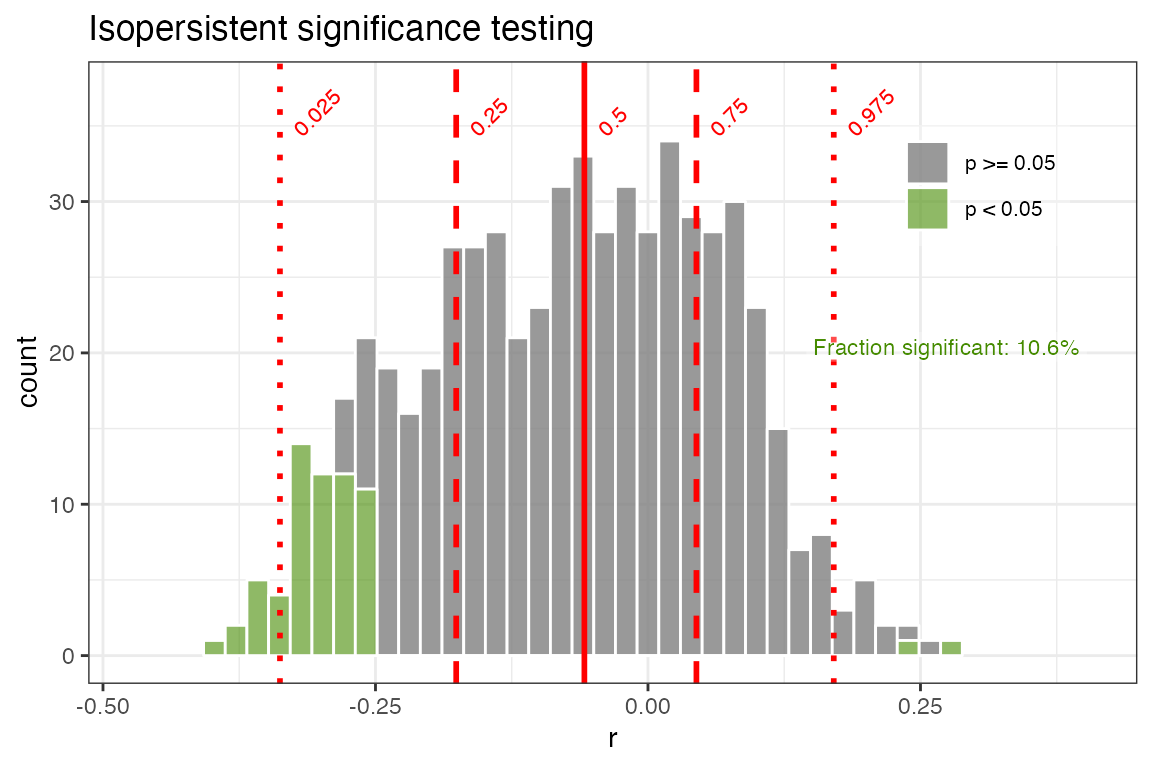 Isopersistent significance testing
0.025
0.25
0.5
0.75
0.975
p >= 0.05
p < 0.05
Fraction significant: 10.6%
count
30
20
10
0
-0.50
-0.25
0.00
0.25
r